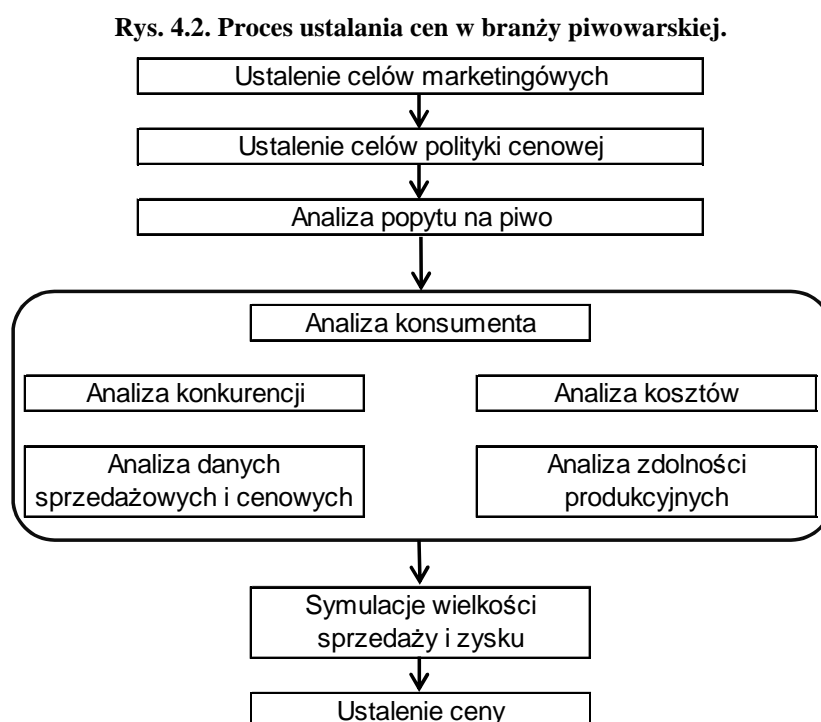 Rys. 4.2. Proces ustalania cen w branży piwowarskiej.
Ustalenie celów marketingówych
Ustalenie celów polityki cenowej
Analiza popytu na piwo
Analiza konsumenta
Analiza konkurencji
Analiza kosztów
Analiza danych
sprzedażowych i cenowych
Analiza zdolności
produkcyjnych
Symulacje wielkości
sprzedaży i zysku
Ustalenie ceny